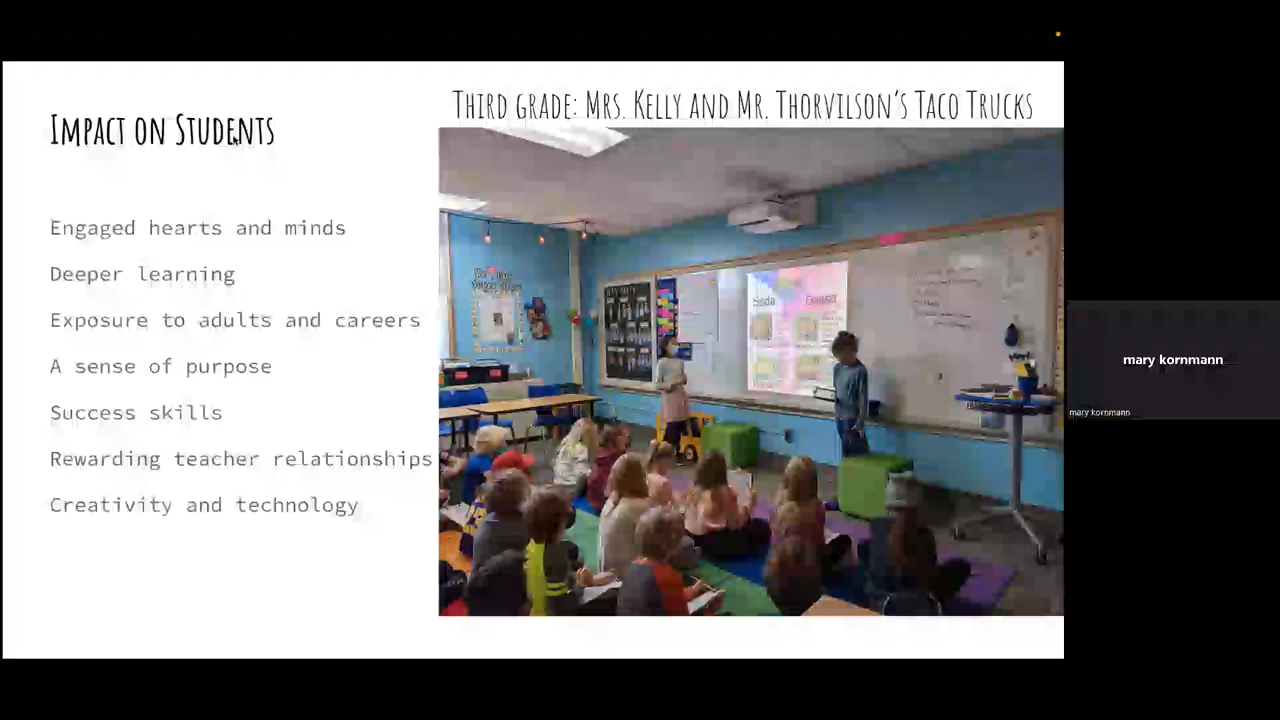 Impact on Students
Engaged hearts and minds
Deeper learning
Exposure to adults and careers
A sense of purpose
Success skills
Rewarding teacher relationships
Creativity and technology
Third grade: Mrs. Kelly and Mr. Thorvilson's Taco Trucks
Soda
mary kornmann
mary kornmann